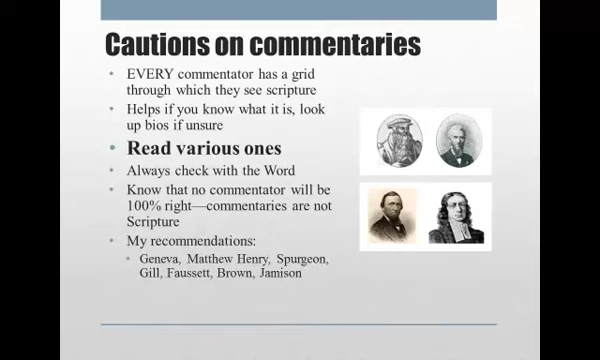 Cautions on commentaries
• EVERY commentator has a grid
through which they see scripture
• Helps if you know what it is, look
up bios if unsure
• Read various ones
• Always check with the Word
• Know that no commentator will be
100% right—commentaries are not
Scripture
• My recommendations:
• Geneva, Matthew Henry, Spurgeon,
Gill, Faussett, Brown, Jamison